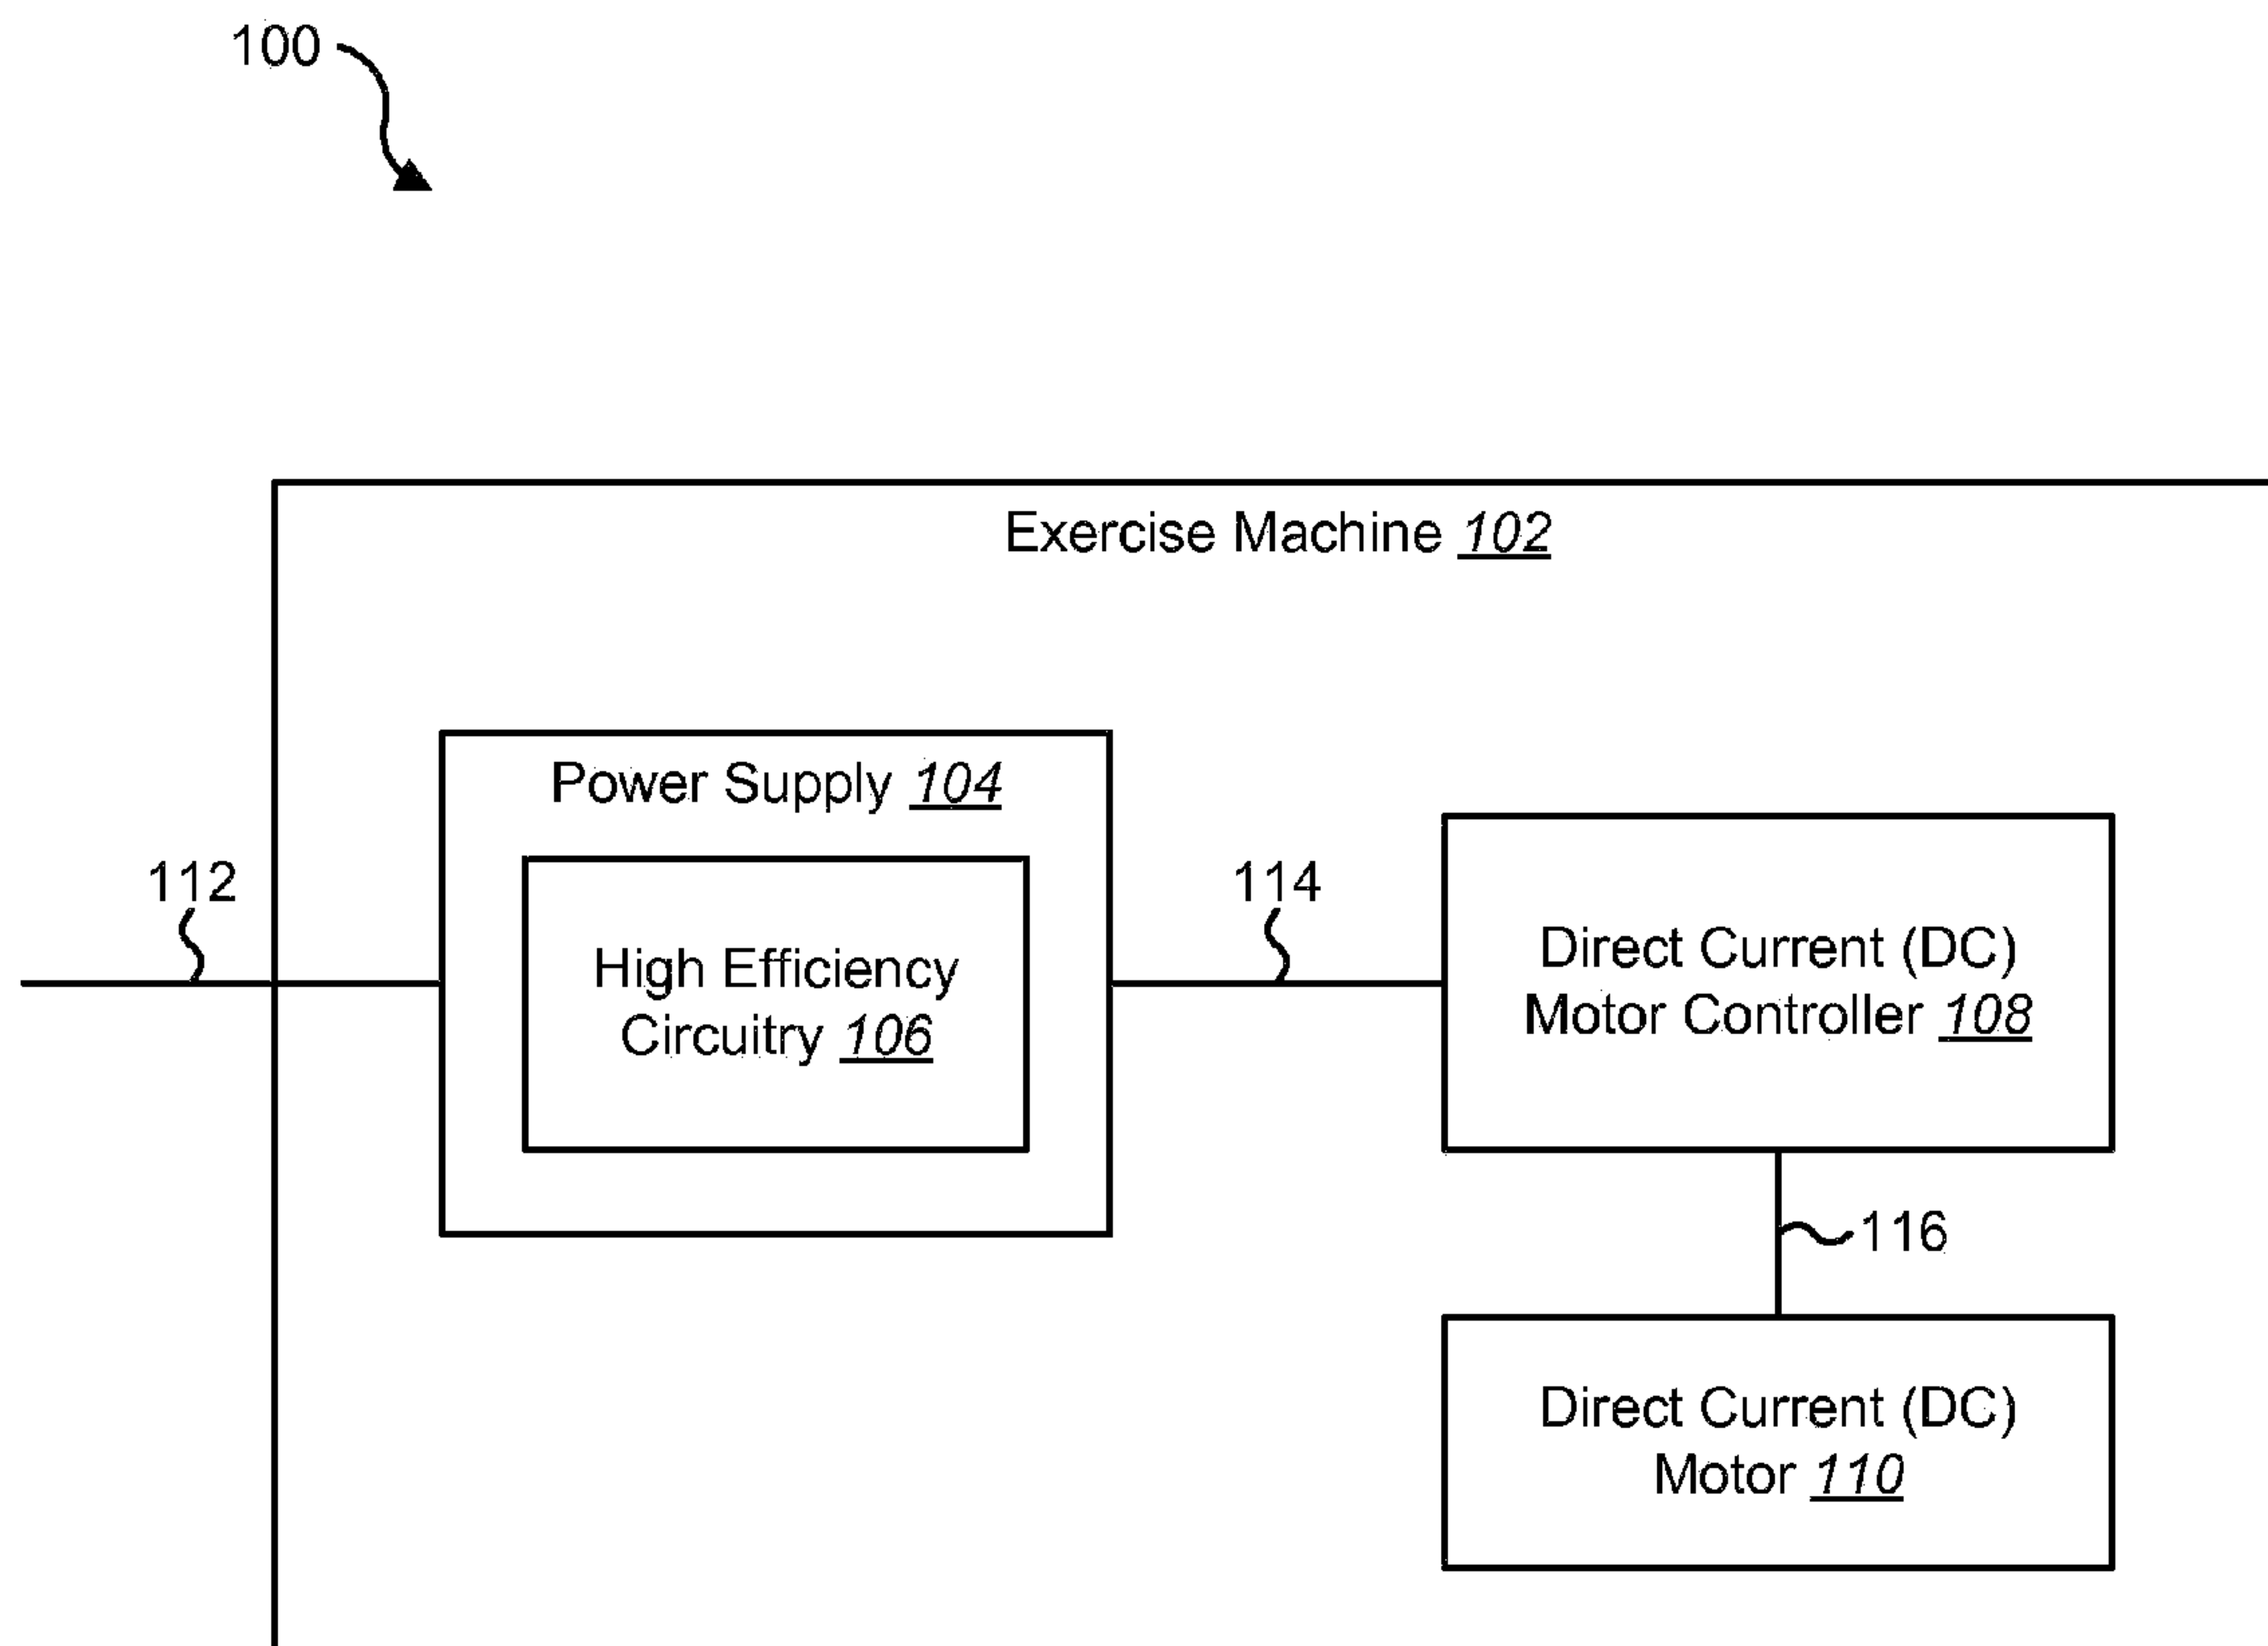 100
Exercise Machine 102
Power Supply 104
112
114
High Efficiency
Circuitry 106
Direct Current (DC)
Motor Controller 108
116
Direct Current (DC)
Motor 110